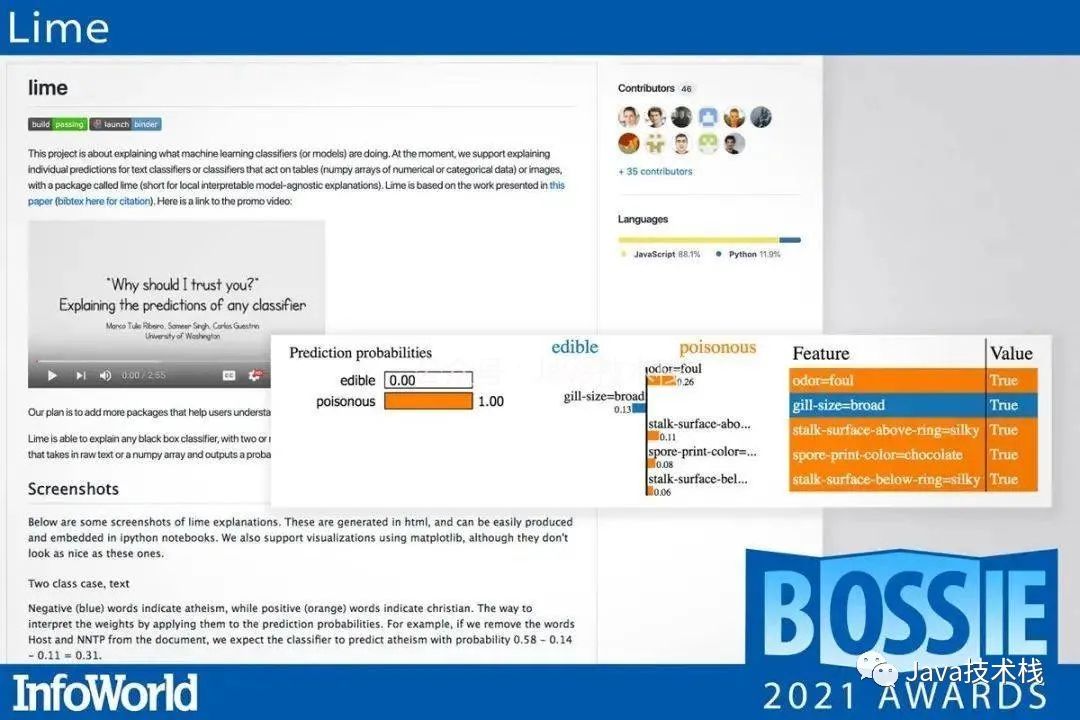 Lime
lime
build passing launch binder
This project is about explaining what machine learning classifiers (or models) are doing. At the moment, we support explaining
individual predictions for text classifiers or classifiers that act on tables (numpy arrays of numerical or categorical data) or images,
with a package called lime (short for local interpretable model-agnostic explanations). Lime is based on the work presented in this
paper (bibtex here for citation). Here is a link to the promo video:
"Why should I trust you?"
Explaining the predictions of any classifier
Marco Tulio Ribeiro, Sameer Singh, Carlos Guestrin
University of Washington
0:00 / 2:55
CC
Our plan is to add more packages that help users understa
Lime is able to explain any black box classifier, with two or
that takes in raw text or a numpy array and outputs a proba
Screenshots
Below are some screenshots of lime explanations. These are generated in html, and can be easily produced
and embedded in ipython notebooks. We also support visualizations using matplotlib, although they don't
look as nice as these ones.
Two class case, text
Negative (blue) words indicate atheism, while positive (orange) words indicate christian. The way to
interpret the weights by applying them to the prediction probabilities. For example, if we remove the words
Host and NNTP from the document, we expect the classifier to predict atheism with probability 0.58 - 0.14
- 0.11 = 0.31.
Contributors 46
+ 35 contributors
Languages
JavaScript 88.1% Python 11.9%
Prediction probabilities
edible 0.00
poisonous 1.00
edible poisonous
odor=foul
0.26
gill-size=broad
0.13
stalk-surface-abo...
0.11
spore-print-color=...
0.08
stalk-surface-bel...
0.06
Feature Value
odor=foul True
gill-size=broad True
stalk-surface-above-ring=silky True
spore-print-color=chocolate True
stalk-surface-below-ring=silky True
BOSSIE
2021 AWARDS
Java技术栈
InfoWorld